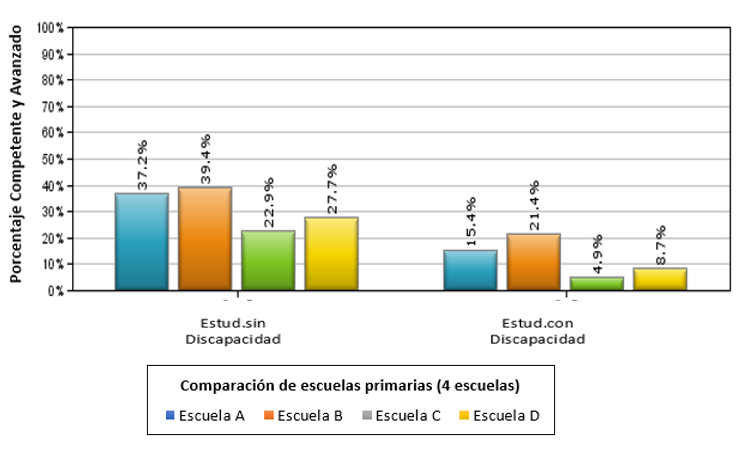 Porcentaje Competente y Avanzado
100%
90%
80%
70%
60%
50%
40%
30%
20%
10%
0%
37.2%
39.4%
22.9%
27.7%
15.4%
21.4%
4.9%
8.7%
Estud.sin
Discapacidad
Estud.con
Discapacidad
Comparación de escuelas primarias (4 escuelas)
Escuela A Escuela B Escuela C Escuela D